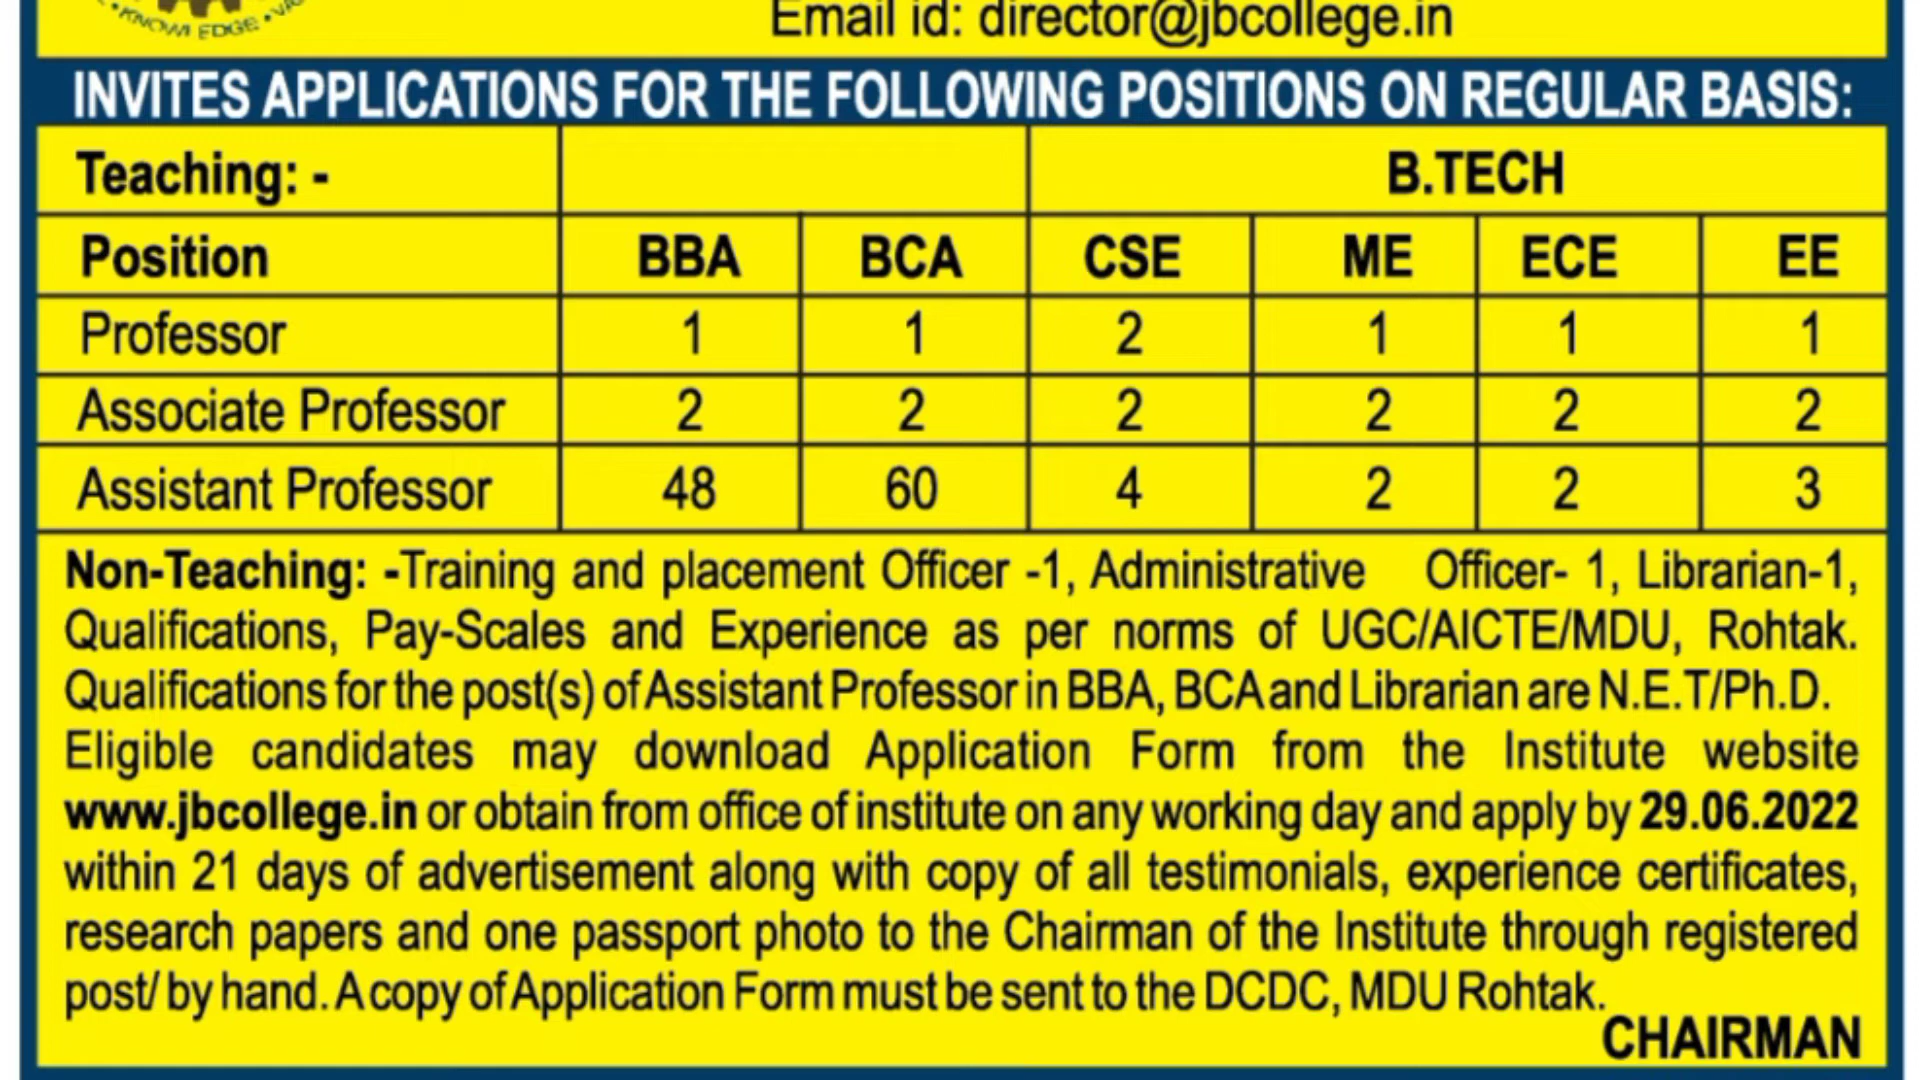 • KNOWLEDGE •
Email id: director@jbcollege.in
INVITES APPLICATIONS FOR THE FOLLOWING POSITIONS ON REGULAR BASIS:
Teaching: - B.TECH
Position BBA BCA CSE ME ECE EE
Professor 1 1 2 1 1 1
Associate Professor 2 2 2 2 2 2
Assistant Professor 48 60 4 2 2 3
Non-Teaching: -Training and placement Officer -1, Administrative Officer- 1, Librarian-1,
Qualifications, Pay-Scales and Experience as per norms of UGC/AICTE/MDU, Rohtak.
Qualifications for the post(s) of Assistant Professor in BBA, BCA and Librarian are N.E.T/Ph.D.
Eligible candidates may download Application Form from the Institute website
www.jbcollege.in or obtain from office of institute on any working day and apply by 29.06.2022
within 21 days of advertisement along with copy of all testimonials, experience certificates,
research papers and one passport photo to the Chairman of the Institute through registered
post/ by hand. A copy of Application Form must be sent to the DCDC, MDU Rohtak.
CHAIRMAN